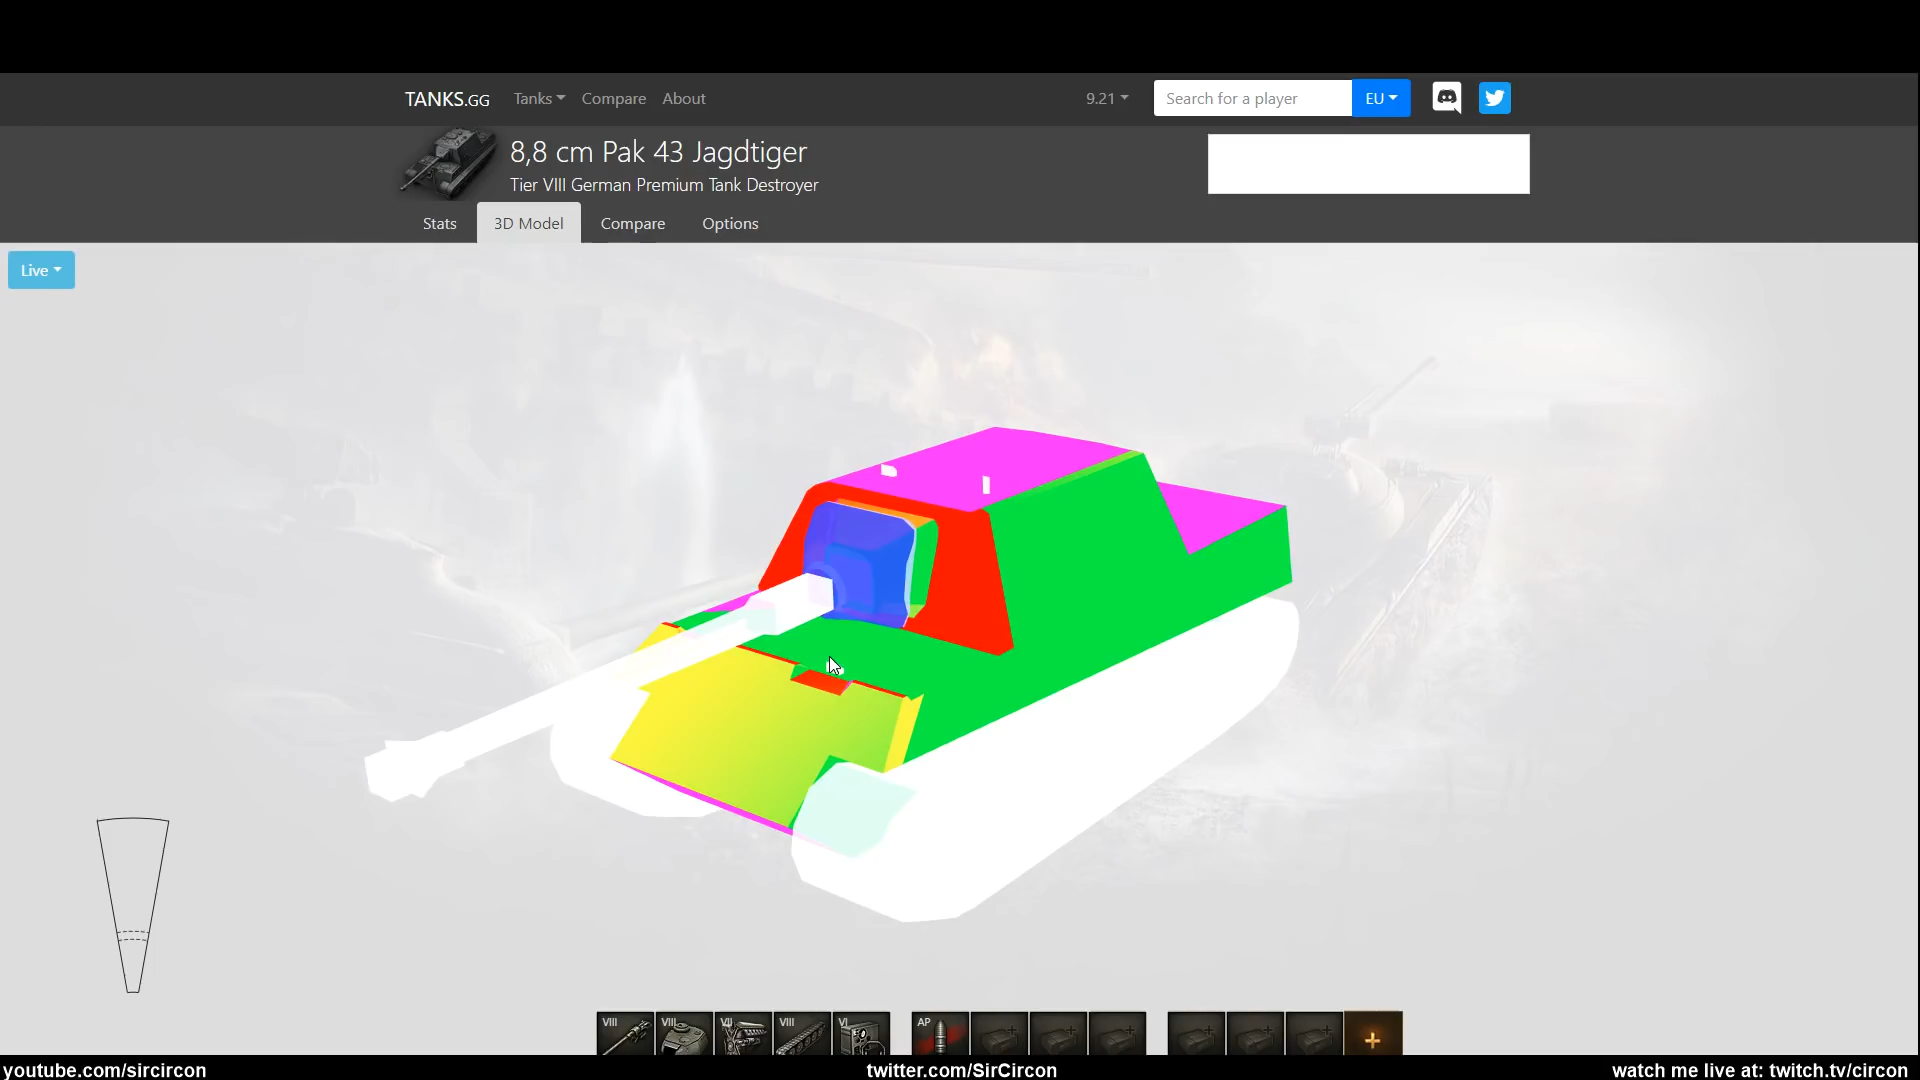 TANKS.GG Tanks Compare About 9.21 Search for a player EU
8,8 cm Pak 43 Jagdtiger
Tier VIII German Premium Tank Destroyer
Stats 3D Model Compare Options
Live
VIII VIII VII VIII VI AP
youtube.com/sircircon twitter.com/SirCircon watch me live at: twitch.tv/circon